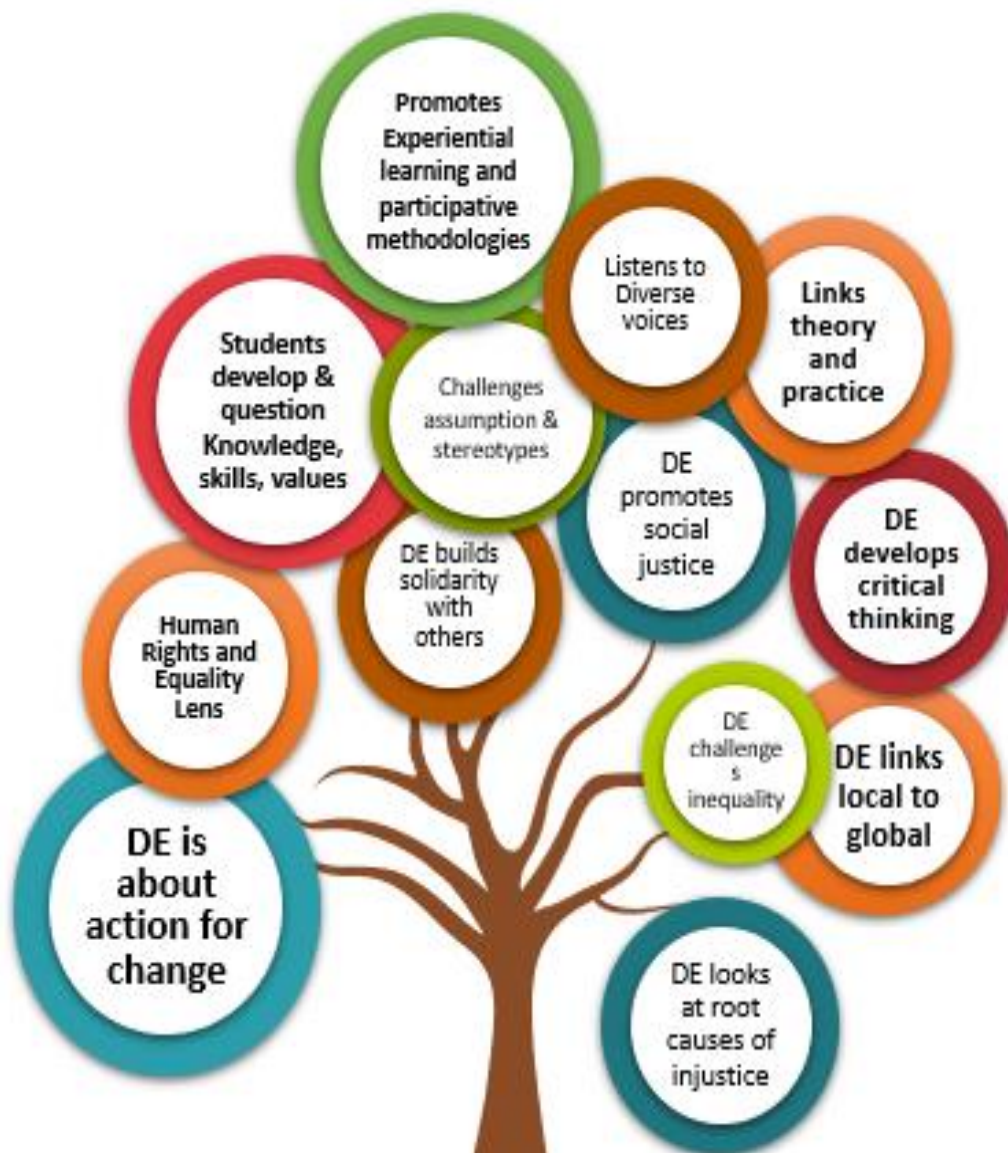 Promotes
Experiential
learning and
participative
methodologies
Listens to
Diverse
voices
Links
theory
and
practice
Students
develop &
question
Knowledge,
skills, values
Challenges
assumption &
stereotypes
DE
promotes
social
justice
DE
develops
critical
thinking
DE builds
solidarity
with
others
Human
Rights and
Equality
Lens
DE
challenge
s
inequality
DE links
local to
global
DE is
about
action for
change
DE looks
at root
causes of
injustice